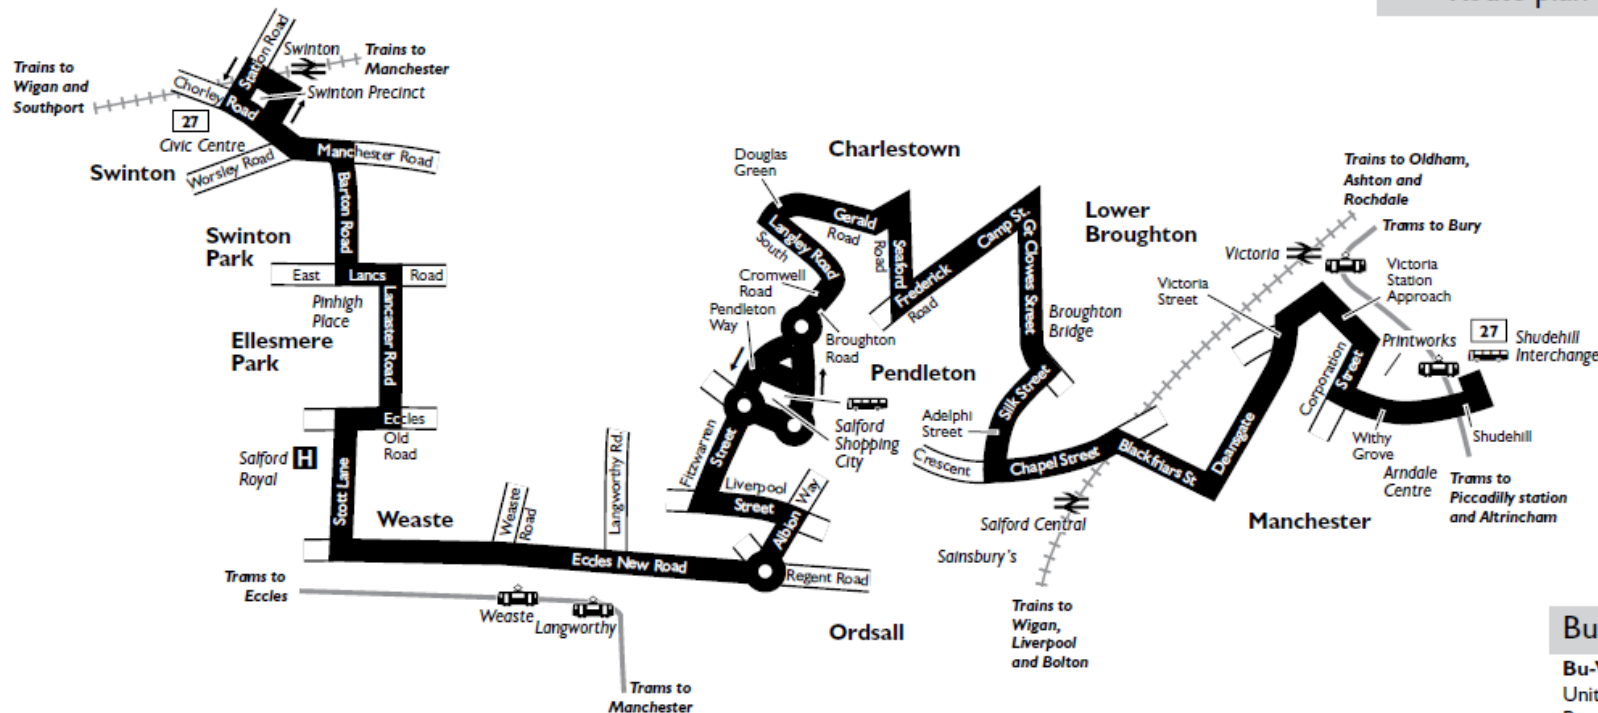 Station Road
Swinton
Trains to
Manchester
Trains to
Wigan and
Southport
Chorley
Road
Swinton Precinct
27
Civic Centre
Swinton
Worsley Road
Manchester Road
Barton Road
Swinton
Park
East
Lancs
Road
Pinhigh
Place
Lancaster Road
Ellesmere
Park
Eccles
Old
Road
Salford
Royal
H
Stott Lane
Weaste
Weaste
Road
Langworthy Rd.
Eccles New Road
Trams to
Eccles
Weaste
Langworthy
Trams to
Manchester
Regent Road
Ordsall
Albion
Way
Liverpool
Street
Fitzwarren
Street
Salford
Shopping
City
Pendleton
Pendleton
Way
Broughton
Road
Cromwell
Road
Langley Road
South
Douglas
Green
Charlestown
Gerald
Road
Seaford
Road
Frederick
Road
Camp St.
Gt Clowes Street
Lower
Broughton
Broughton
Bridge
Silk Street
Adelphi
Street
Crescent
Chapel Street
Blackfriars St
Salford Central
Sainsbury's
Trains to
Wigan,
Liverpool
and Bolton
Deansgate
Manchester
Victoria
Street
Victoria
Trains to Oldham,
Ashton and
Rochdale
Trams to Bury
Victoria
Station
Approach
Corporation
Street
Printworks
27
Shudehill
Interchange
Withy
Grove
Shudehill
Arndale
Centre
Trams to
Piccadilly station
and Altrincham
Bu
Unit